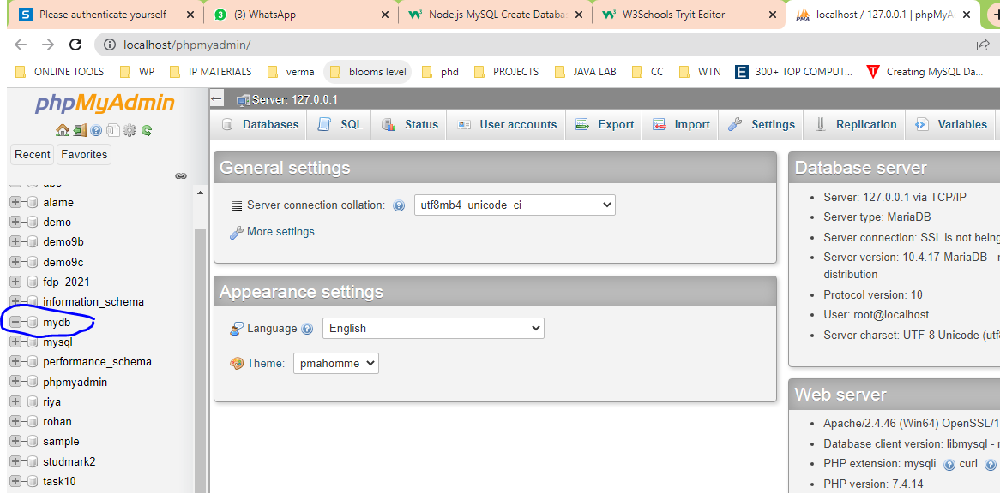 Please authenticate yourself
(3) WhatsApp
Node.js MySQL Create Databa
W3Schools Tryit Editor
localhost / 127.0.0.1 | phpMyA
localhost/phpmyadmin/
ONLINE TOOLS WP IP MATERIALS verma blooms level phd PROJECTS JAVA LAB CC WTN 300+ TOP COMPUT... Creating MySQL Da...
phpMyAdmin
Recent Favorites
alame
demo
demo9b
demo9c
fdp_2021
information_schema
mydb
mysql
performance_schema
phpmyadmin
riya
rohan
sample
studmark2
task10
Server: 127.0.0.1
Databases SQL Status User accounts Export Import Settings Replication Variables
General settings
Server connection collation: utf8mb4_unicode_ci
More settings
Appearance settings
Language English
Theme: pmahomme
Database server
Server: 127.0.0.1 via TCP/IP
Server type: MariaDB
Server connection: SSL is not being
Server version: 10.4.17-MariaDB -
distribution
Protocol version: 10
User: root@localhost
Server charset: UTF-8 Unicode (utf8
Web server
Apache/2.4.46 (Win64) OpenSSL/1
Database client version: libmysql -
PHP extension: mysqli curl
PHP version: 7.4.14